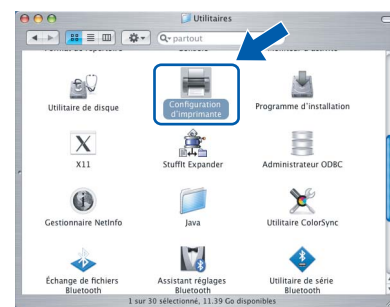 Utilitaires
partout
Utilitaire de disque
Configuration
d'imprimante
Programme d'installation
X11
StuffIt Expander
Administrateur ODBC
Gestionnaire NetInfo
Java
Utilitaire ColorSync
Échange de fichiers
Bluetooth
Assistant réglages
Bluetooth
Utilitaire de série
Bluetooth
1 sur 30 sélectionné, 11.39 Go disponibles